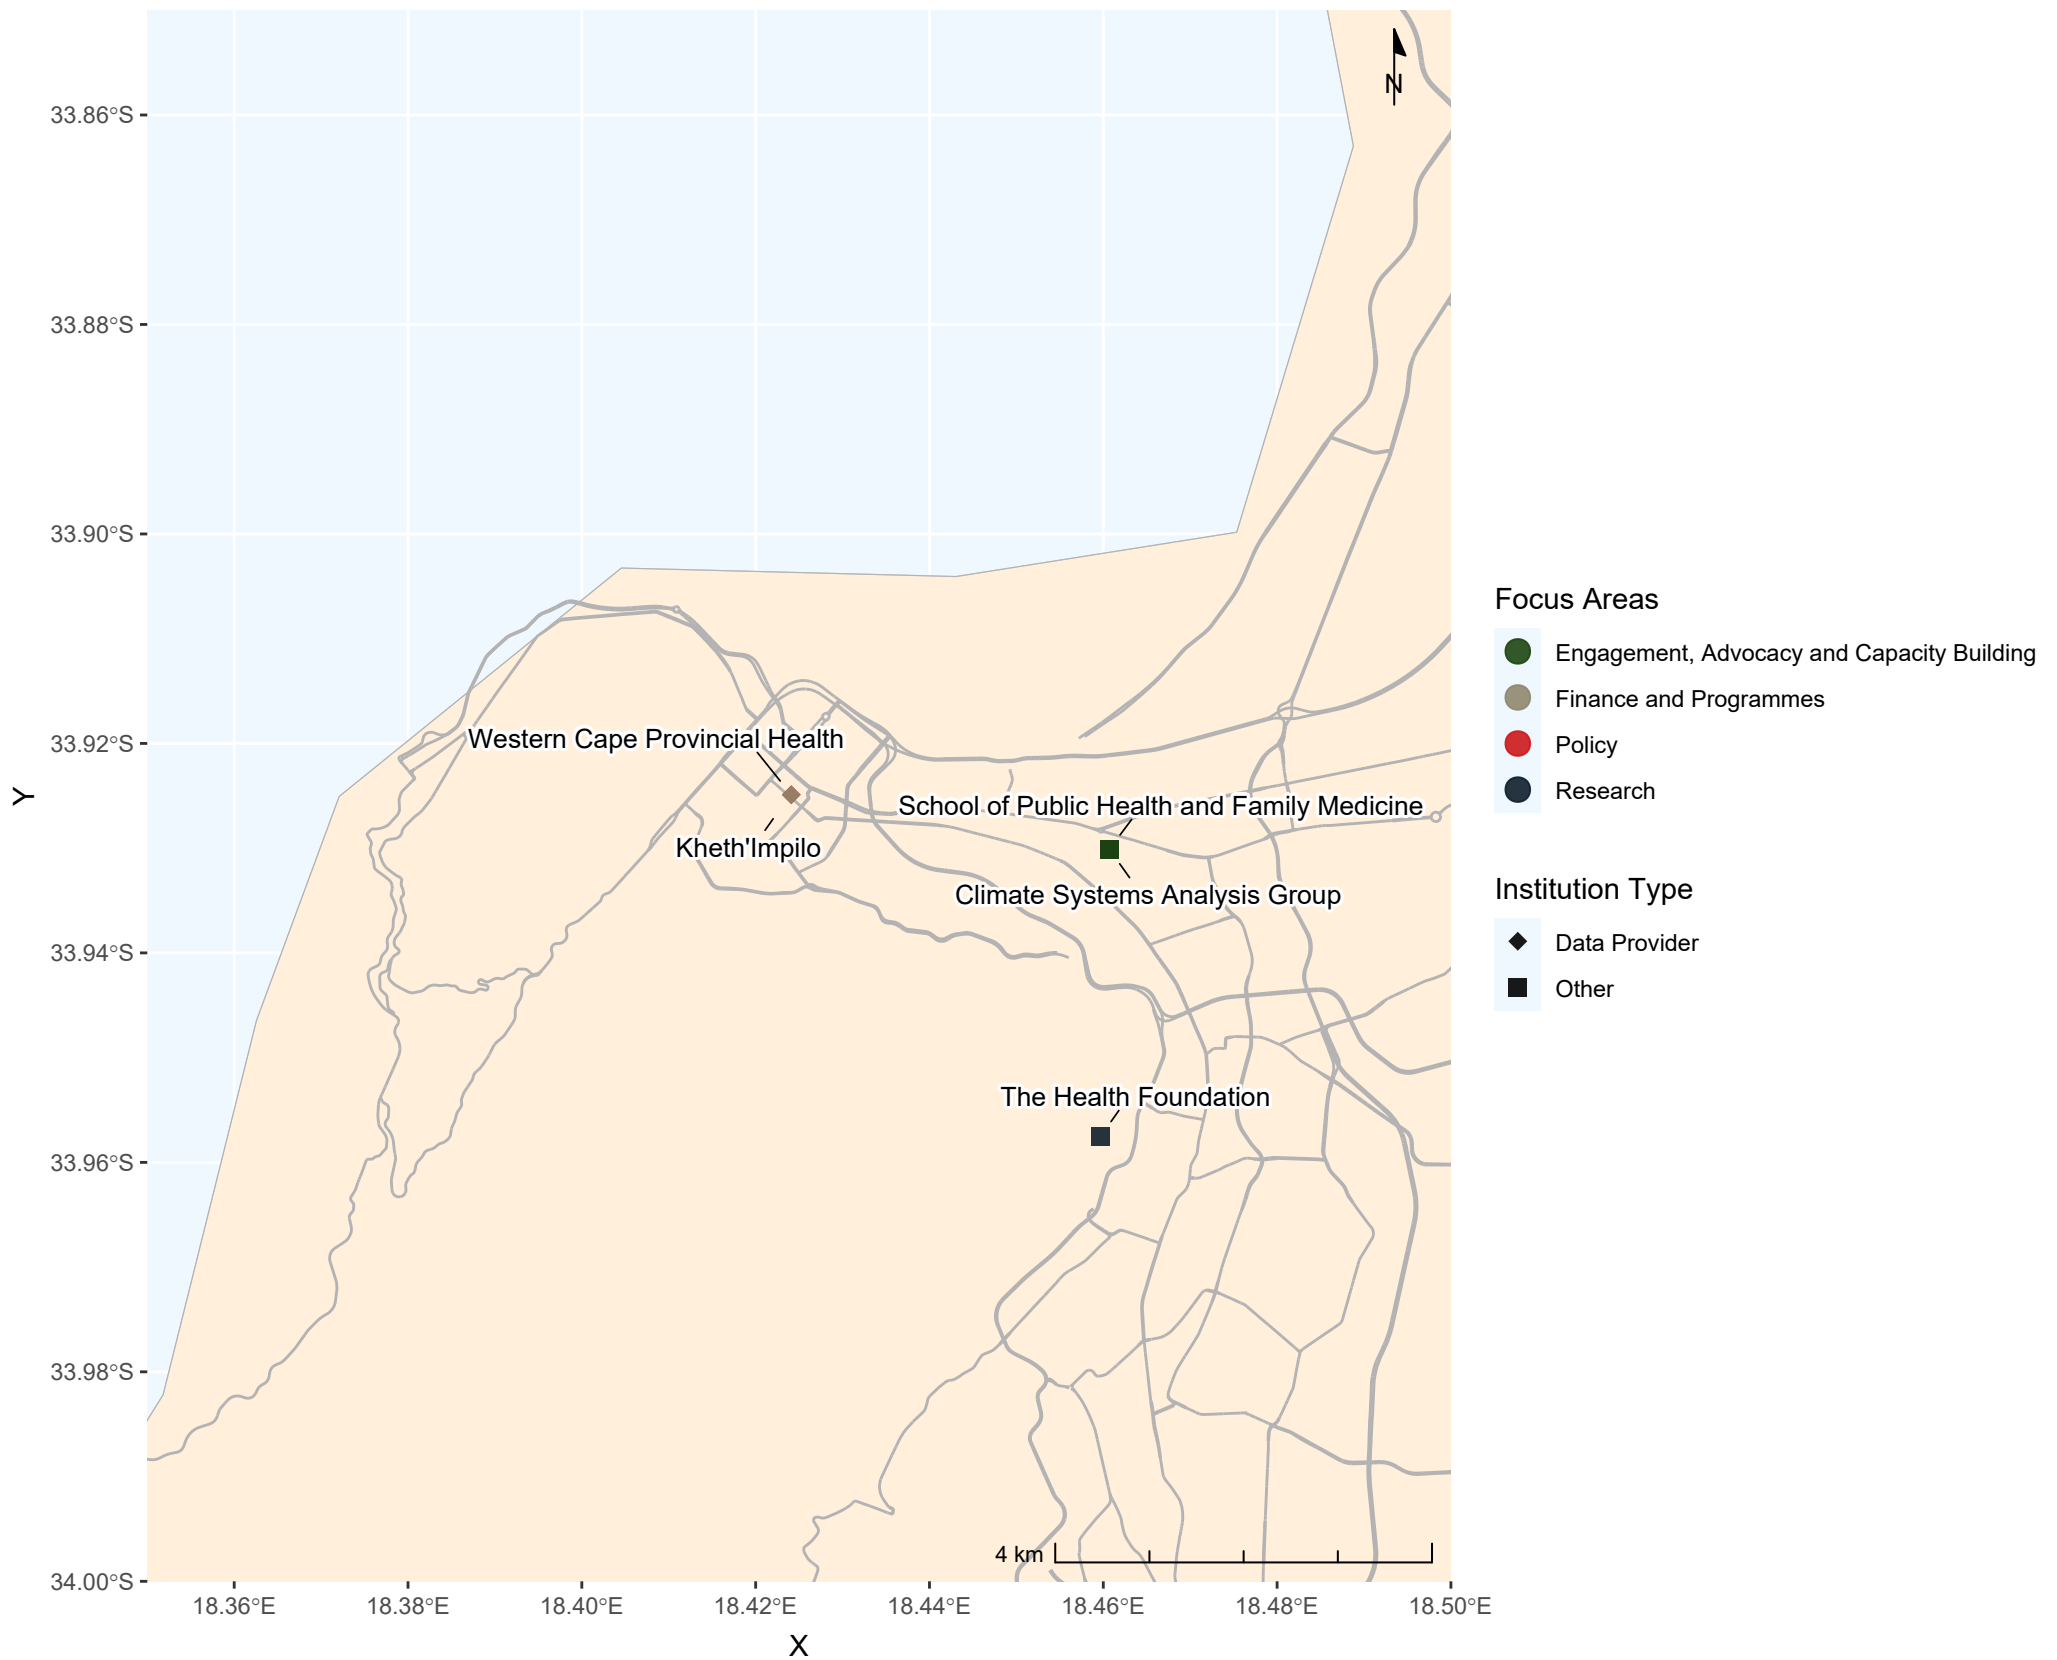 N
33.86°S
33.88°S
33.90°S
33.92°S
33.94°S
33.96°S
33.98°S
34.00°S
Y
Western Cape Provincial Health
Kheth'Impilo
School of Public Health and Family Medicine
Climate Systems Analysis Group
The Health Foundation
4 km
18.36°E
18.38°E
18.40°E
18.42°E
18.44°E
18.46°E
18.48°E
18.50°E
X
Focus Areas
Engagement, Advocacy and Capacity Building
Finance and Programmes
Policy
Research
Institution Type
Data Provider
Other